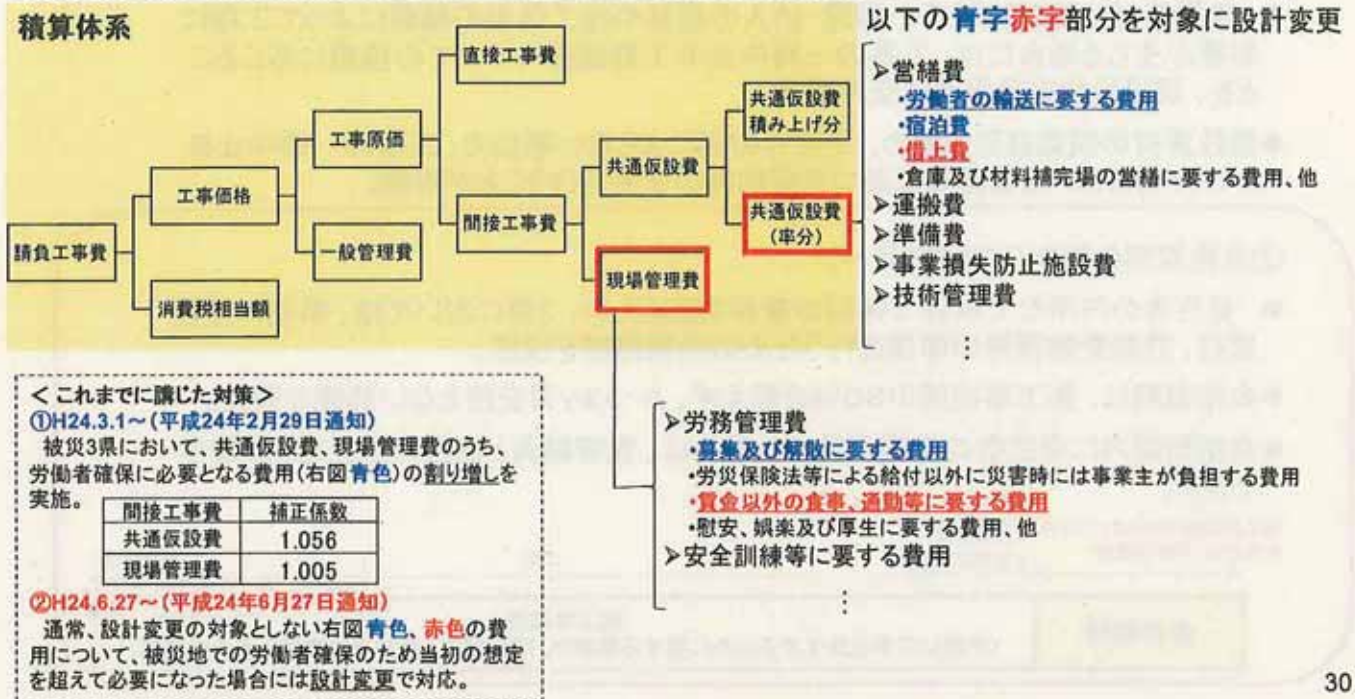 積算体系
以下の青字赤字部分を対象に設計変更
請負工事費
工事価格
消費税相当額
工事原価
一般管理費
直接工事費
間接工事費
共通仮設費
現場管理費
共通仮設費
積み上げ分
共通仮設費
(率分)
➢営繕費
・労働者の輸送に要する費用
・宿泊費
・借上費
・倉庫及び材料補完場の営繕に要する費用、他
➢運搬費
➢準備費
➢事業損失防止施設費
➢技術管理費
⋮
➢労務管理費
・募集及び解散に要する費用
・労災保険法等による給付以外に災害時には事業主が負担する費用
・賃金以外の食事、通勤等に要する費用
・慰安、娯楽及び厚生に要する費用、他
➢安全訓練等に要する費用
⋮
<これまでに講じた対策>
①H24.3.1~(平成24年2月29日通知)
被災3県において、共通仮設費、現場管理費のうち、
労働者確保に必要となる費用(右図青色)の割り増しを
実施。
間接工事費 補正係数
共通仮設費 1.056
現場管理費 1.005
②H24.6.27~(平成24年6月27日通知)
通常、設計変更の対象としない右図青色、赤色の費
用について、被災地での労働者確保のため当初の想定
を超えて必要になった場合には設計変更で対応。
30